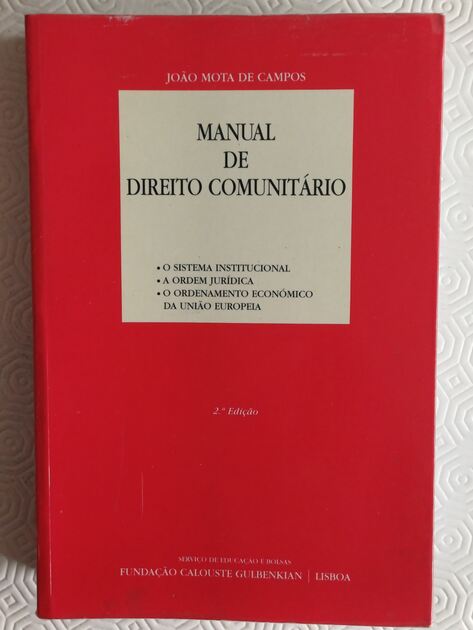 JOÃO MOTA DE CAMPOS
MANUAL
DE
DIREITO COMUNITÁRIO
• O SISTEMA INSTITUCIONAL
• A ORDEM JURÍDICA
• O ORDENAMENTO ECONÓMICO
DA UNIÃO EUROPEIA
2.ª Edição
SERVIÇO DE EDUCAÇÃO E BOLSAS
FUNDAÇÃO CALOUSTE GULBENKIAN | LISBOA